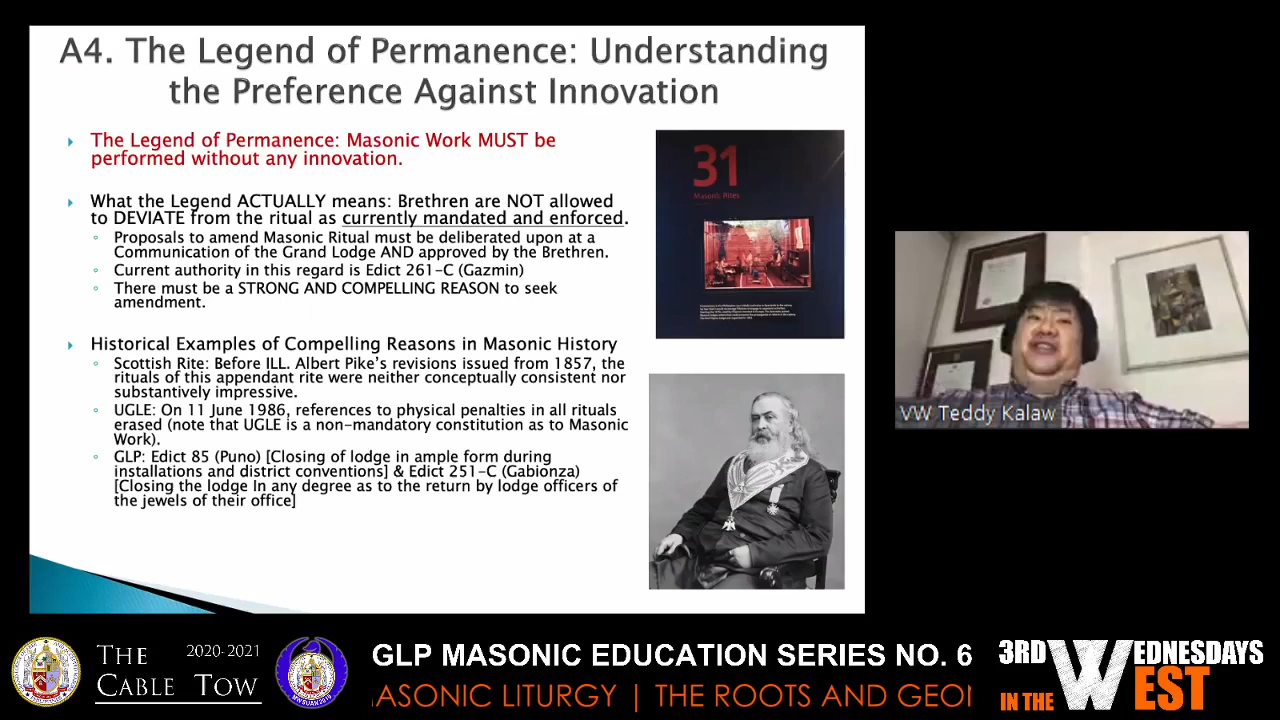 A4. The Legend of Permanence: Understanding
the Preference Against Innovation
The Legend of Permanence: Masonic Work MUST be
performed without any innovation.
What the Legend ACTUALLY means: Brethren are NOT allowed
to DEVIATE from the ritual as currently mandated and enforced.
Proposals to amend Masonic Ritual must be deliberated upon at a
Communication of the Grand Lodge AND approved by the Brethren.
Current authority in this regard is Edict 261-C (Gazmin)
There must be a STRONG AND COMPELLING REASON to seek
amendment.
Historical Examples of Compelling Reasons in Masonic History
Scottish Rite: Before ILL. Albert Pike's revisions issued from 1857, the
rituals of this appendant rite were neither conceptually consistent nor
substantively impressive.
UGLE: On 11 June 1986, references to physical penalties in all rituals
erased (note that UGLE is a non-mandatory constitution as to Masonic
Work).
GLP: Edict 85 (Puno) [Closing of lodge in ample form during
installations and district conventions] & Edict 251-C (Gabionza)
[Closing the lodge In any degree as to the return by lodge officers of
the jewels of their office]
31
Masonic Rites
VW Teddy Kalaw
THE 2020-2021
CABLE TOW
GLP MASONIC EDUCATION SERIES NO. 6
ASONIC LITURGY | THE ROOTS AND GEO
3RD WEDNESDAYS
IN THE WEST